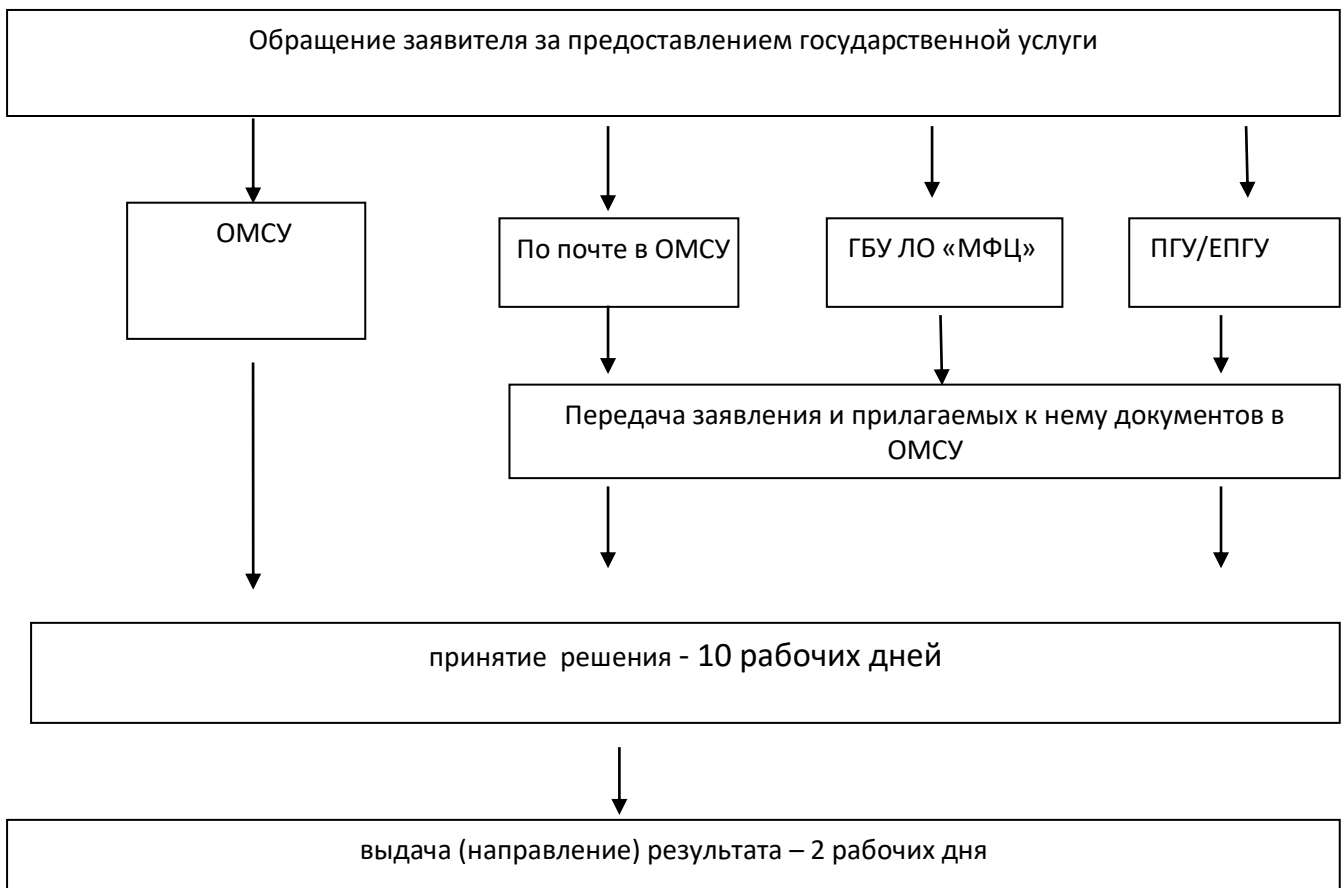 Обращение заявителя за предоставлением государственной услуги
ОМСУ
По почте в ОМСУ
ГБУ ЛО «МФЦ»
ПГУ/ЕПГУ
Передача заявления и прилагаемых к нему документов в
ОМСУ
принятие решения - 10 рабочих дней
выдача (направление) результата – 2 рабочих дня